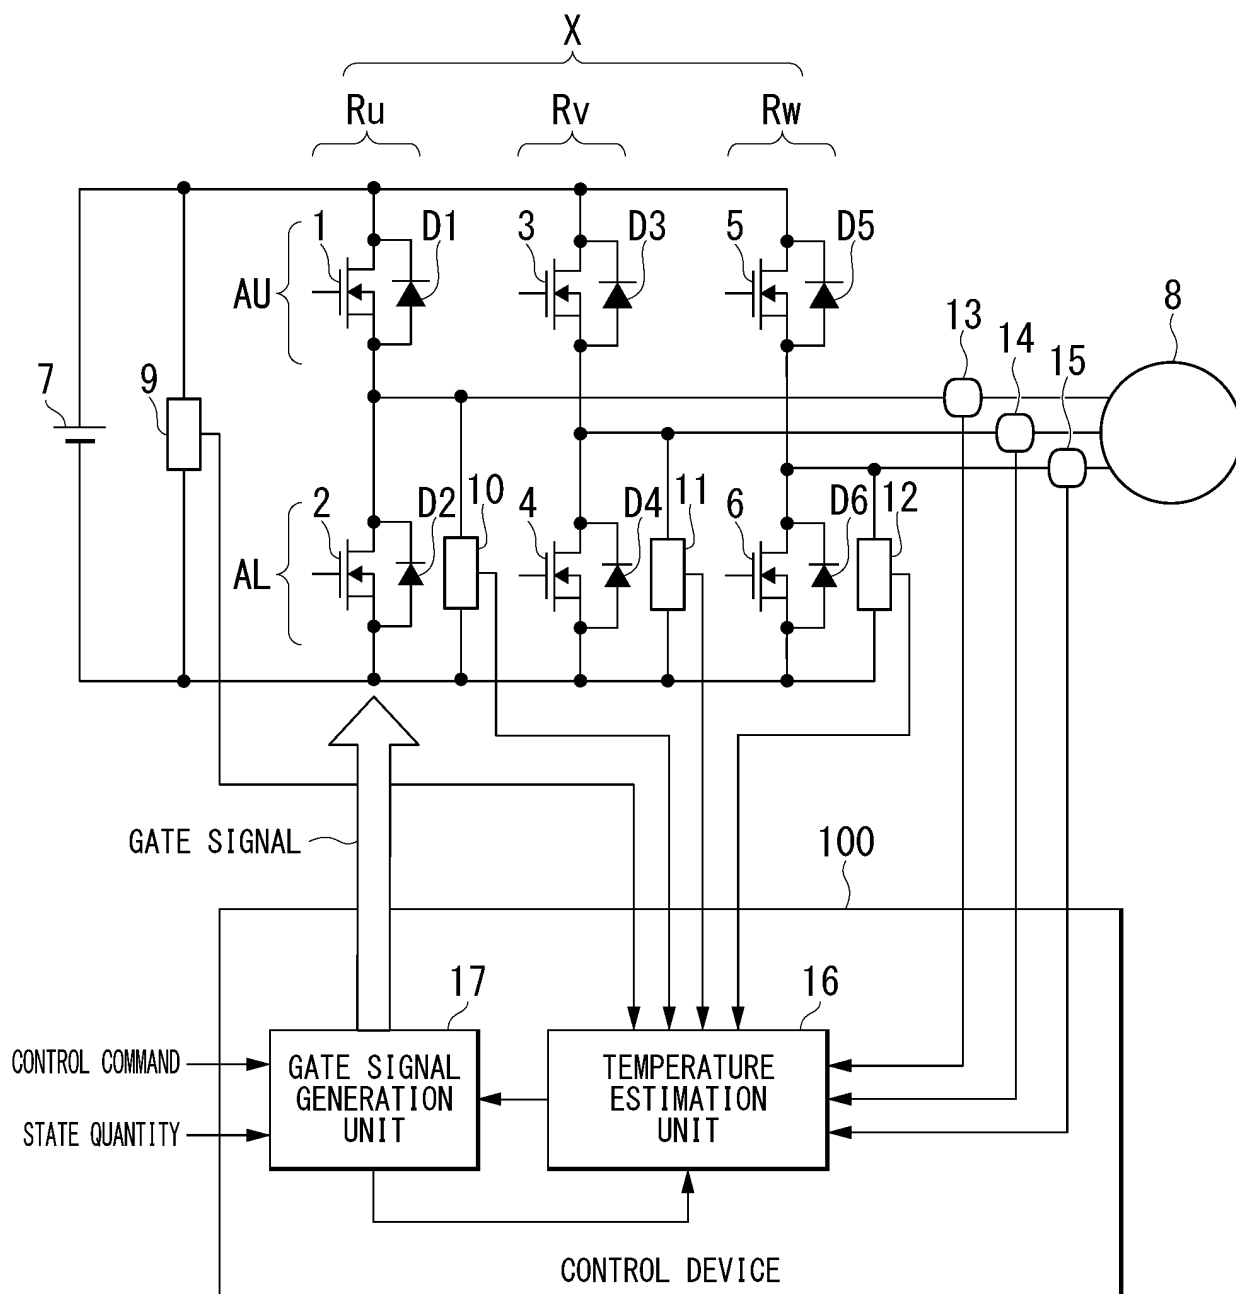 X
Ru Rv Rw
1 D1 3 D3 5 D5
AU
8
13
14
15
7 9
2 D2 10 4 D4 11 6 D6 12
AL
GATE SIGNAL
100
17 16
CONTROL COMMAND
STATE QUANTITY
GATE SIGNAL
GENERATION
UNIT
TEMPERATURE
ESTIMATION
UNIT
CONTROL DEVICE